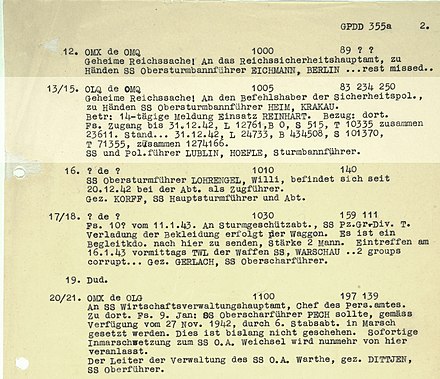 GPDD 355a 2.
12. OMX de OMQ 1000 89 ? ?
Geheime Reichssache! An das Reichssicherheitshauptamt, zu
Händen SS Obersturmbannführer EICHMANN, BERLIN ...rest missed..
13/15. OLQ de OMQ 1005 83 234 250
Geheime Reichssache! An den Befehlshaber der Sicherheitspol.,
zu Händen SS Obersturmbannführer HEIM, KRAKAU.
Betr: 14-tägige Meldung Einsatz REINHART. Bezug: dort.
Fs. Zugang bis 31.12.42, L 12761, B 0, S 515, T 10335 zusammen
23611. Stand... 31.12.42, L 24733, B 434508, S 101370,
T 71355, zusammen 1274166.
SS und Pol.führer LUBLIN, HOEFLE, Sturmbannführer.
16. ? de ? 1010 140
SS Obersturmführer LOHRENGEL, Willi, befindet sich seit
20.12.42 bei der Abt. als Zugführer.
Gez. KORFF, SS Hauptsturmführer und Abt.
17/18. ? de? 1030 159 111
Fs. 10? vom 11.1.43. An Sturmgeschützabt., SS Pz.Gr.Div. T.
Verladung der Bekleidung erfolgt per Waggon. Es ist ein
Begleitkdo. nach hier zu senden, Stärke 2 Mann. Eintreffen am
16.1.43 vormittags TWL der Waffen SS, WARSCHAU ..2 groups
corrupt... Gez. GERLACH, SS Oberscharführer.
19. Dud.
20/21. OMX de OLG 1100 197 139
An SS Wirtschaftsverwaltungshauptamt, Chef des Pers.amtes.
Zu dort. Fs. 9. Jan: SS Oberscharführer PECH sollte, gemäss
Verfügung vom 27 Nov. 1942, durch 6. Stabsabt. in Marsch
gesetzt werden. Dies ist bislang nicht geschehen. Sofortige
Inmarschwetzung zum SS O.A. Weichsel wird nunmehr von hier
veranlasst.
Der Leiter der Verwaltung des SS O.A. Warthe, gez. DITTJEN,
SS Oberführer.